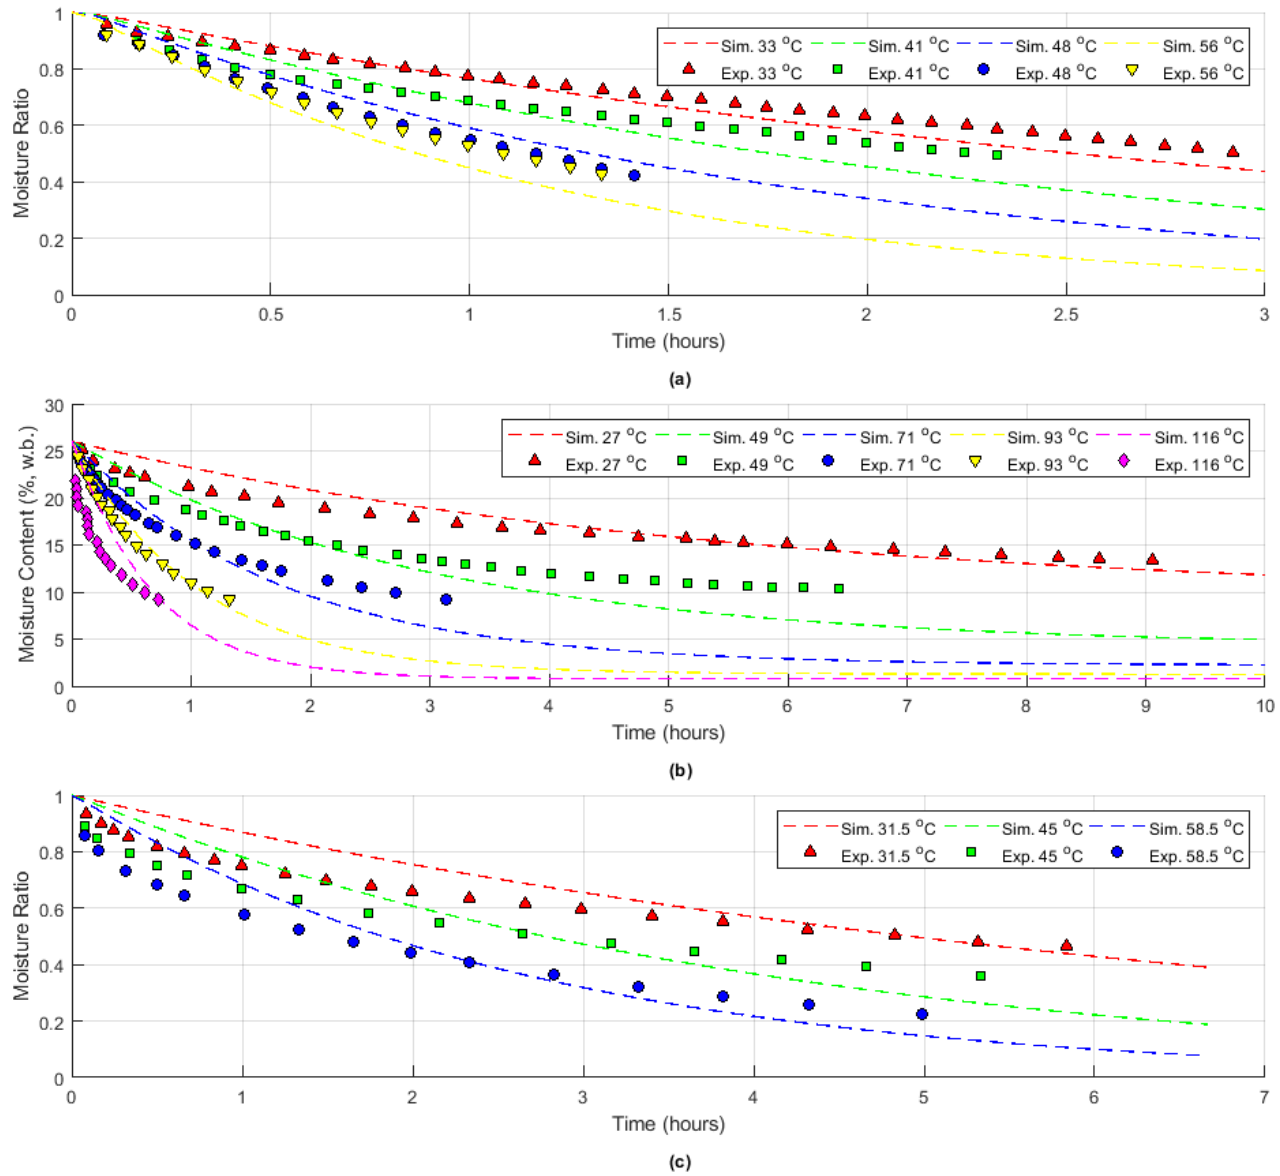 1
0.8
0.6
0.4
0.2
0
Moisture Ratio
Sim. 33 °C Sim. 41 °C Sim. 48 °C Sim. 56 °C
Exp. 33 °C Exp. 41 °C Exp. 48 °C Exp. 56 °C
0 0.5 1 1.5 2 2.5 3
Time (hours)
(a)
30
25
20
15
10
5
0
Moisture Content (%, w.b.)
Sim. 27 °C Sim. 49 °C Sim. 71 °C Sim. 93 °C Sim. 116 °C
Exp. 27 °C Exp. 49 °C Exp. 71 °C Exp. 93 °C Exp. 116 °C
0 1 2 3 4 5 6 7 8 9 10
Time (hours)
(b)
1
0.8
0.6
0.4
0.2
0
Moisture Ratio
Sim. 31.5 °C Sim. 45 °C Sim. 58.5 °C
Exp. 31.5 °C Exp. 45 °C Exp. 58.5 °C
0 1 2 3 4 5 6 7
Time (hours)
(c)